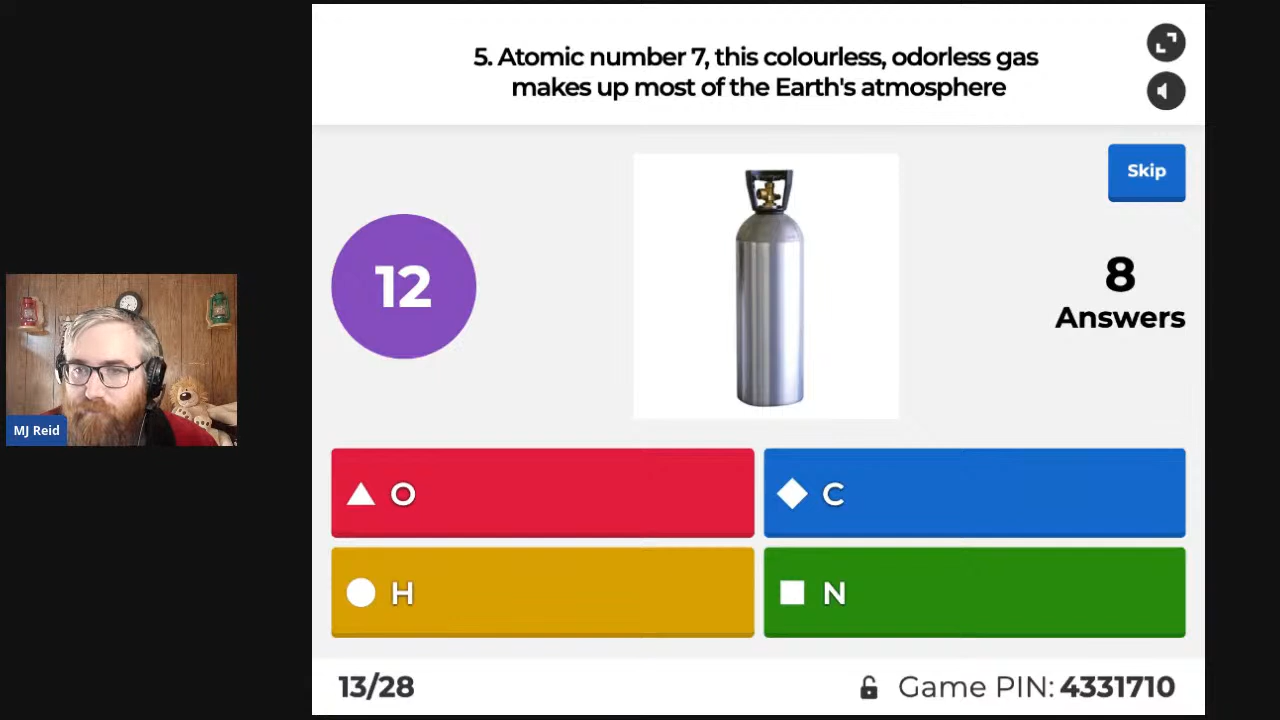 5. Atomic number 7, this colourless, odorless gas
makes up most of the Earth's atmosphere
Skip
12
8
Answers
MJ Reid
O
C
H
N
13/28
Game PIN: 4331710